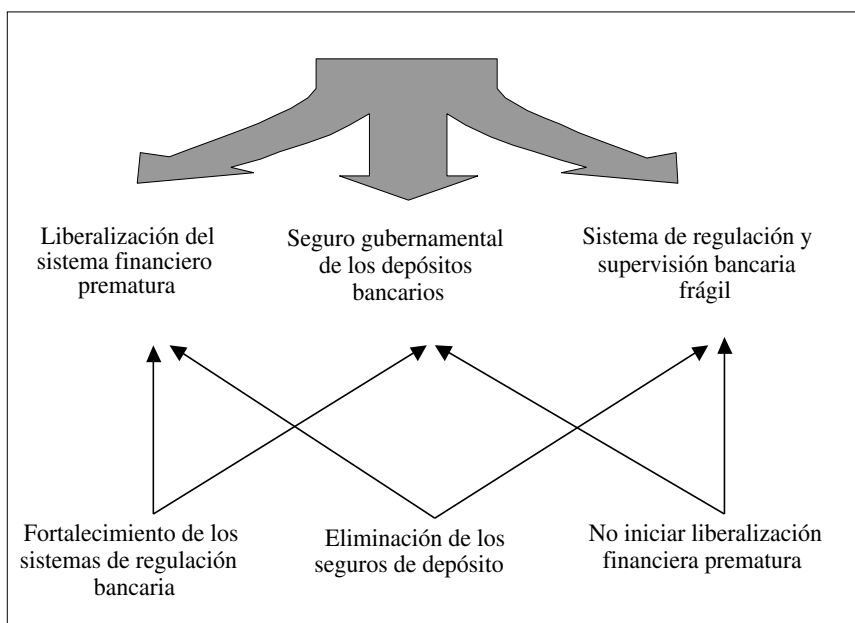 Liberalización del
sistema financiero
prematura
Seguro gubernamental
de los depósitos
bancarios
Sistema de regulación y
supervisión bancaria
frágil
Fortalecimiento de los
sistemas de regulación
bancaria
Eliminación de los
seguros de depósito
No iniciar liberalización
financiera prematura